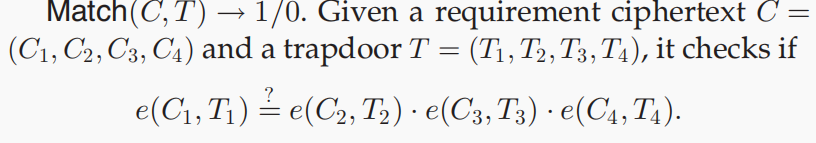 Match(C, T) → 1/0. Given a requirement ciphertext C =
(C₁, C₂, C₃, C₄) and a trapdoor T = (T₁, T₂, T₃, T₄), it checks if
e(C₁, T₁) ≟ e(C₂, T₂) · e(C₃, T₃) · e(C₄, T₄).